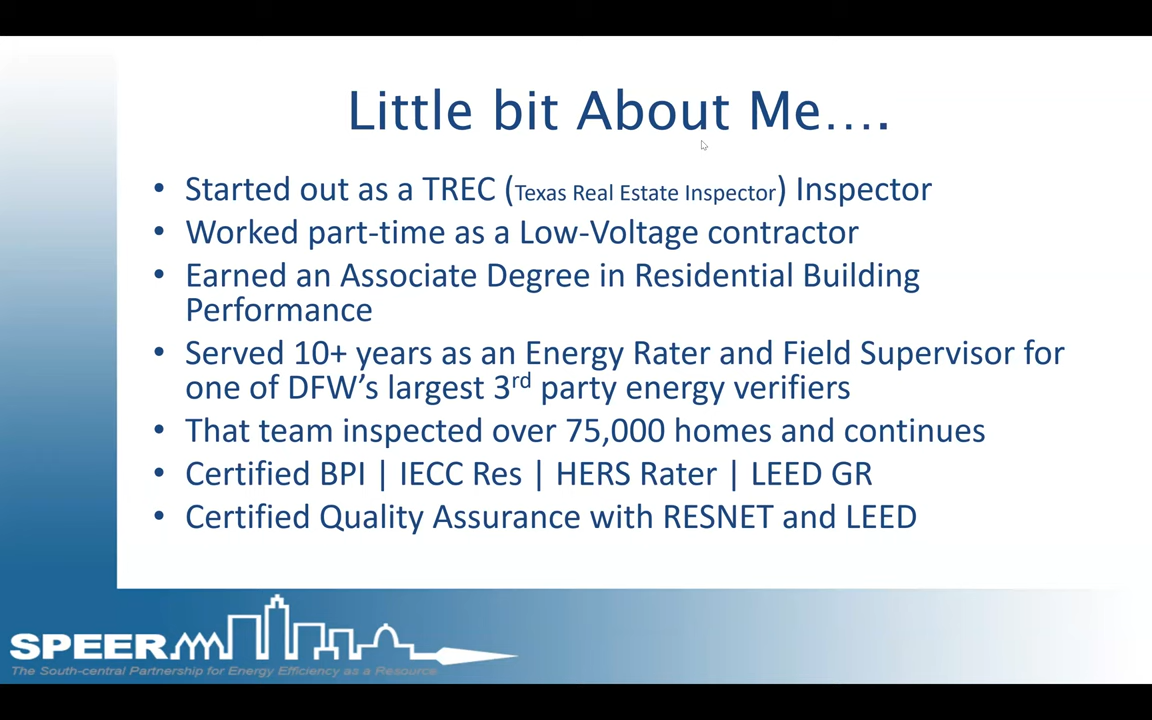 Little bit About Me….
• Started out as a TREC (Texas Real Estate Inspector) Inspector
• Worked part-time as a Low-Voltage contractor
• Earned an Associate Degree in Residential Building
Performance
• Served 10+ years as an Energy Rater and Field Supervisor for
one of DFW’s largest 3rd party energy verifiers
• That team inspected over 75,000 homes and continues
• Certified BPI | IECC Res | HERS Rater | LEED GR
• Certified Quality Assurance with RESNET and LEED
SPEER
The South-central Partnership for Energy Efficiency as a Resource